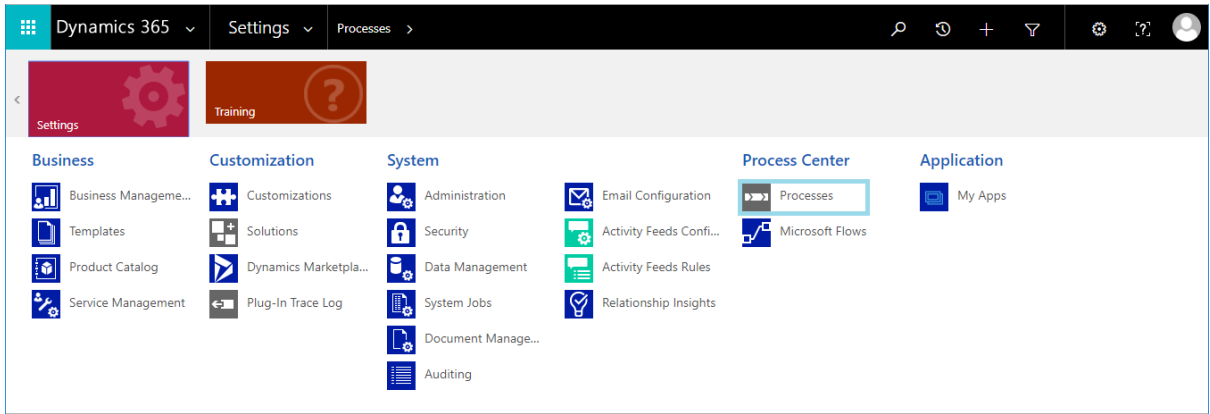 Dynamics 365 Settings Processes
Settings
Training
Business
Business Manageme...
Templates
Product Catalog
Service Management
Customization
Customizations
Solutions
Dynamics Marketpla...
Plug-In Trace Log
System
Administration
Security
Data Management
System Jobs
Document Manage...
Auditing
Email Configuration
Activity Feeds Confi...
Activity Feeds Rules
Relationship Insights
Process Center
Processes
Microsoft Flows
Application
My Apps